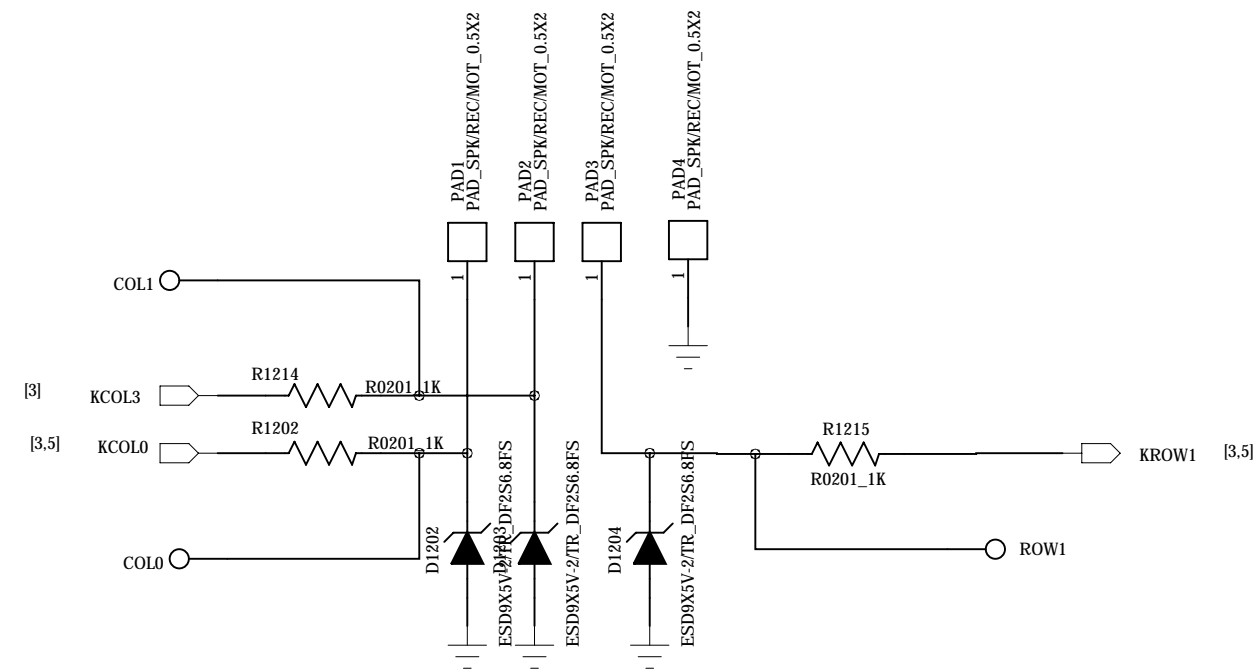 PAD1
PAD_SPK/REC/MOT_0.5X2
PAD2
PAD_SPK/REC/MOT_0.5X2
PAD3
PAD_SPK/REC/MOT_0.5X2
PAD4
PAD_SPK/REC/MOT_0.5X2
1
1
1
1
COL1
[3]
KCOL3
R1214
R0201_1K
[3,5]
KCOL0
R1202
R0201_1K
COL0
D1202
ESD9X5V-2/TR_DF2S6.8FS
D1203
ESD9X5V-2/TR_DF2S6.8FS
D1204
ESD9X5V-2/TR_DF2S6.8FS
R1215
R0201_1K
KROW1
[3,5]
ROW1